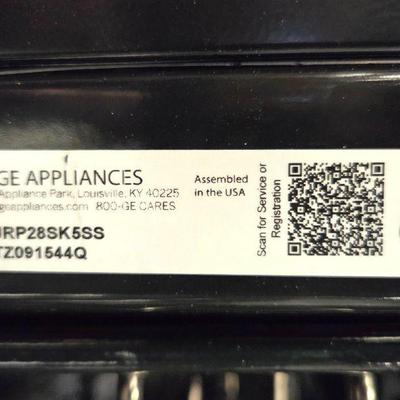 GE APPLIANCES
Appliance Park, Louisville, KY 40225
geappliances.com 800-GE CARES
Assembled
in the USA
Scan for Service or
Registration
JRP28SK5SS
TZ091544Q